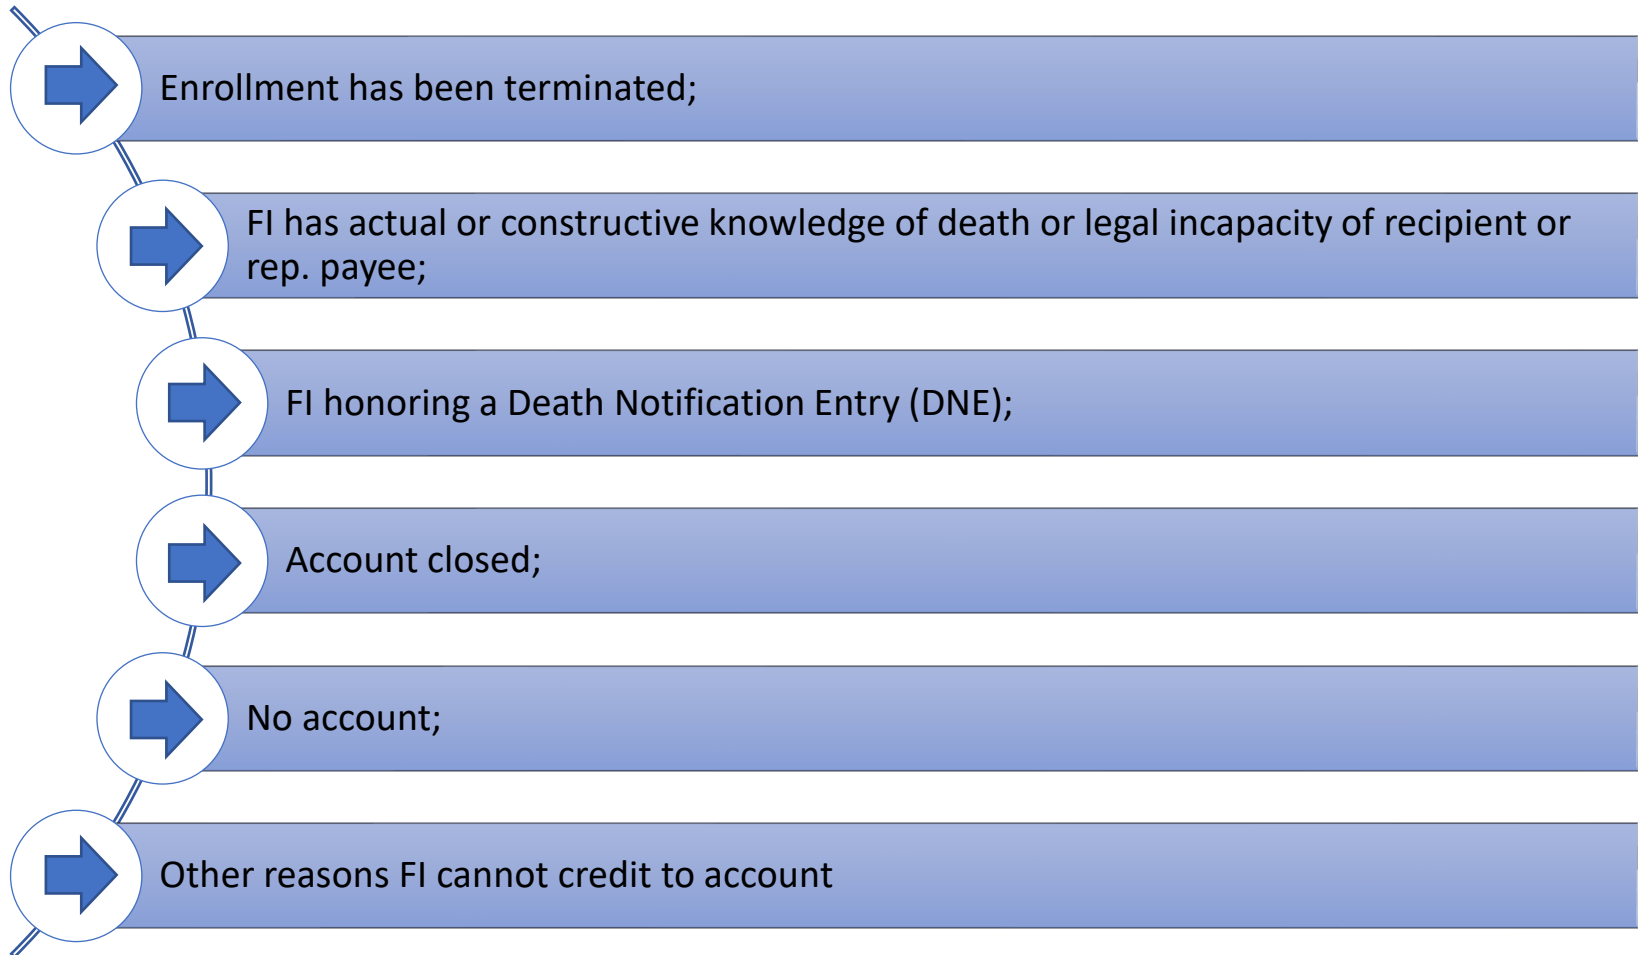 Enrollment has been terminated;
FI has actual or constructive knowledge of death or legal incapacity of recipient or
rep. payee;
FI honoring a Death Notification Entry (DNE);
Account closed;
No account;
Other reasons FI cannot credit to account